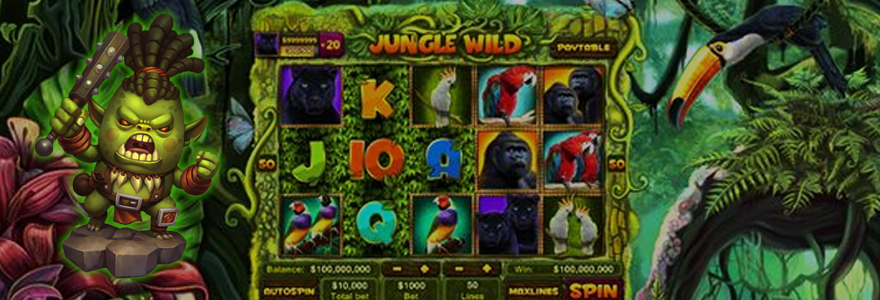 $9999999
×20
JUNGLE WILD
PAYTABLE
K
J
10
A
Q
50
50
Balance: $100,000,000
Win: $100,000,000
AUTOSPIN
$10,000
Total bet
$1000
Bet
50
Lines
MAXLINES
SPIN